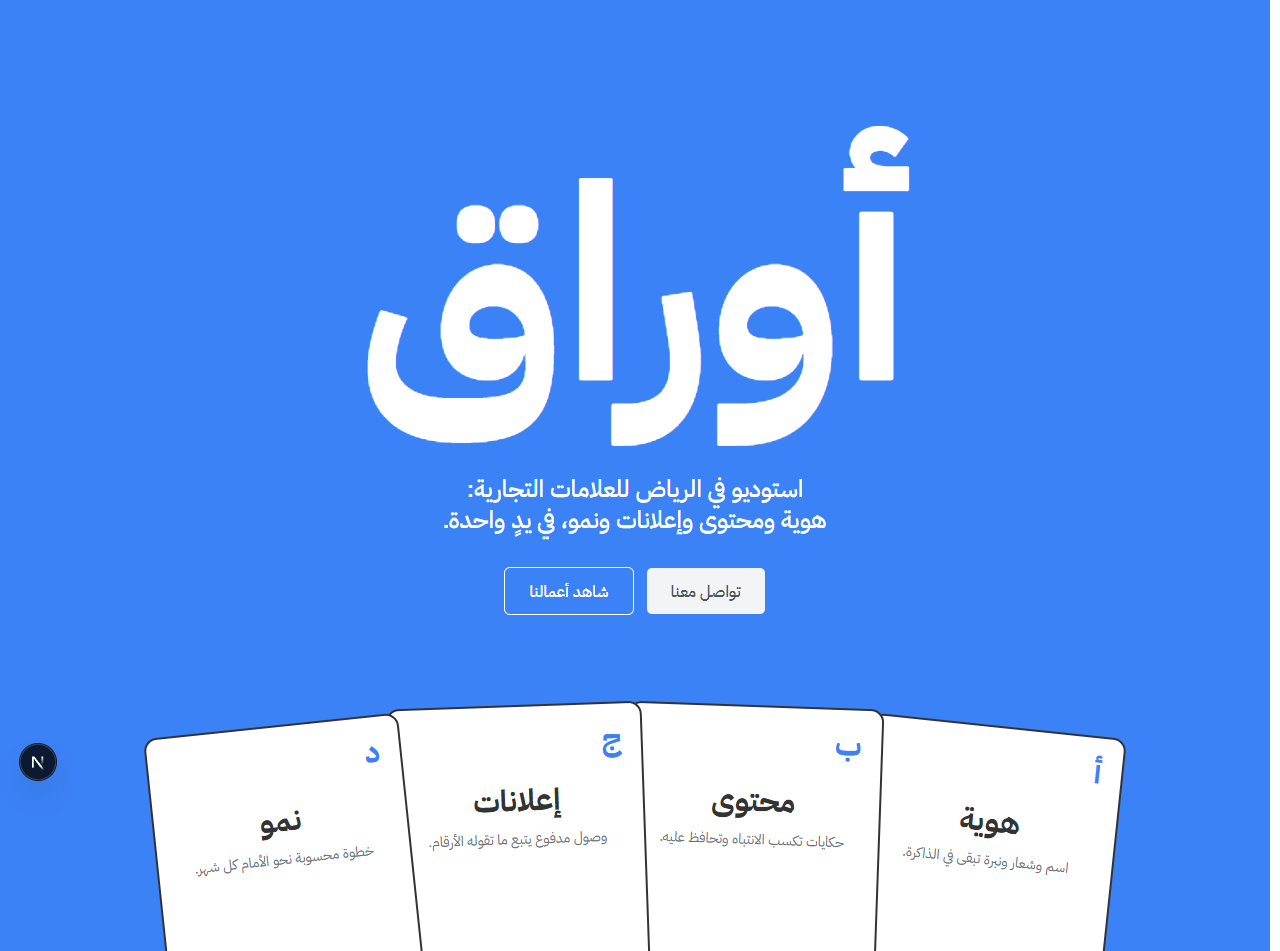 أوراق
استوديو في الرياض للعلامات التجارية:
هوية ومحتوى وإعلانات ونمو، في يدٍ واحدة.
تواصل معنا
شاهد أعمالنا
أ
هوية
اسم وشعار ونبرة تبقى في الذاكرة.
ب
محتوى
حكايات تكسب الانتباه وتحافظ عليه.
ج
إعلانات
وصول مدفوع يتبع ما تقوله الأرقام.
د
نمو
خطوة محسوبة نحو الأمام كل شهر.
N